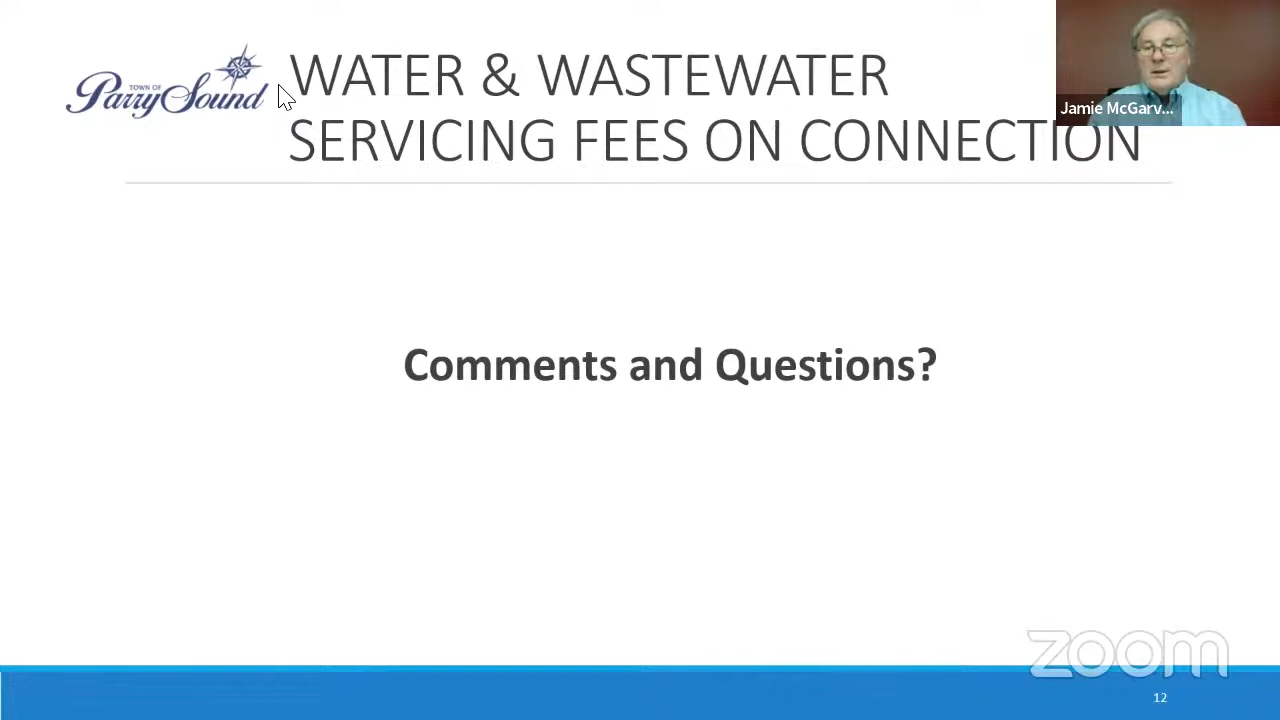 TOWN OF
Parry Sound
WATER & WASTEWATER
SERVICING FEES ON CONNECTION
Jamie McGarv...
Comments and Questions?
zoom
12